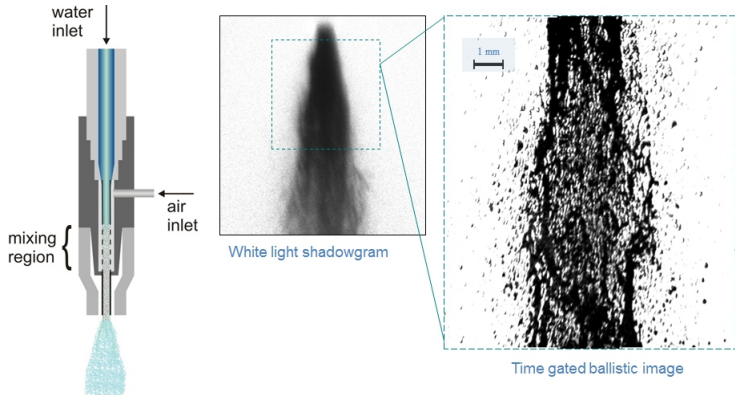 water
inlet
air
inlet
mixing
region
White light shadowgram
1 mm
Time gated ballistic image